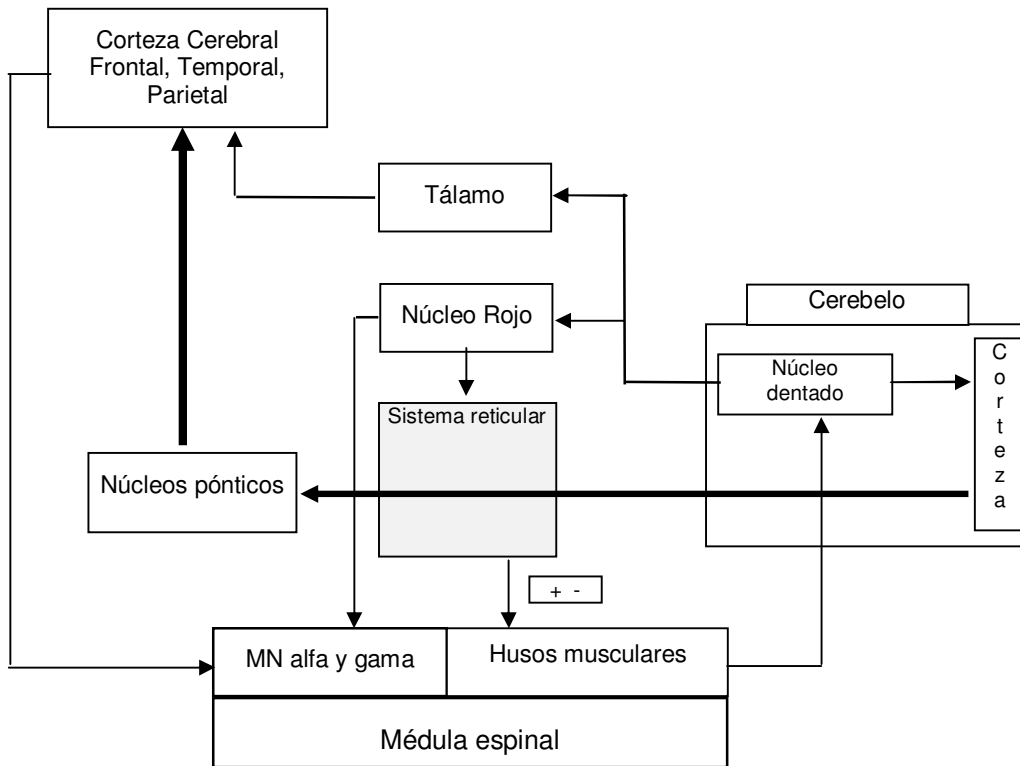 Corteza Cerebral
Frontal, Temporal,
Parietal
Tálamo
Cerebelo
Núcleo Rojo
Núcleo
dentado
Corteza
Sistema reticular
Núcleos pónticos
+ -
MN alfa y gama
Husos musculares
Médula espinal